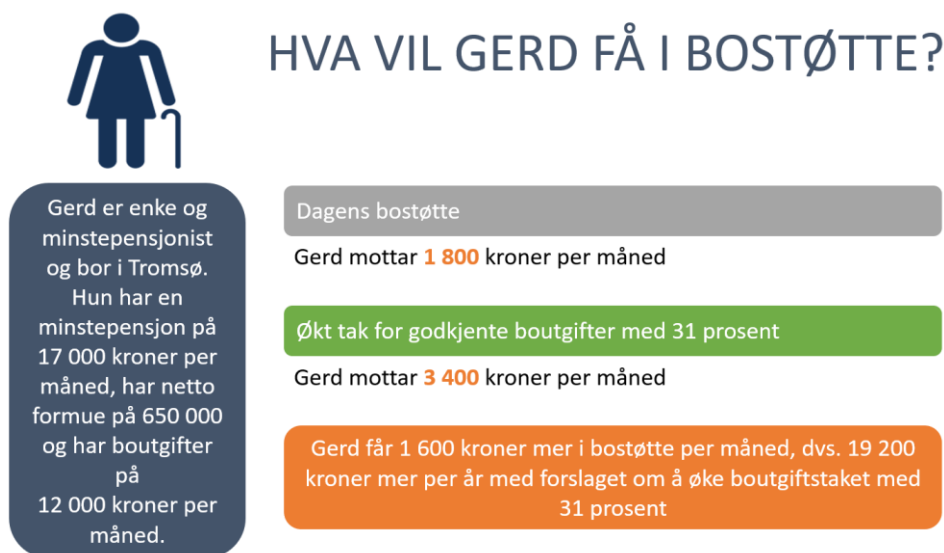 HVA VIL GERD FÅ I BOSTØTTE?
Gerd er enke og
minstepensjonist
og bor i Tromsø.
Hun har en
minstepensjon på
17 000 kroner per
måned, har netto
formue på 650 000
og har boutgifter
på
12 000 kroner per
måned.
Dagens bostøtte
Gerd mottar 1 800 kroner per måned
Økt tak for godkjente boutgifter med 31 prosent
Gerd mottar 3 400 kroner per måned
Gerd får 1 600 kroner mer i bostøtte per måned, dvs. 19 200
kroner mer per år med forslaget om å øke boutgiftstaket med
31 prosent